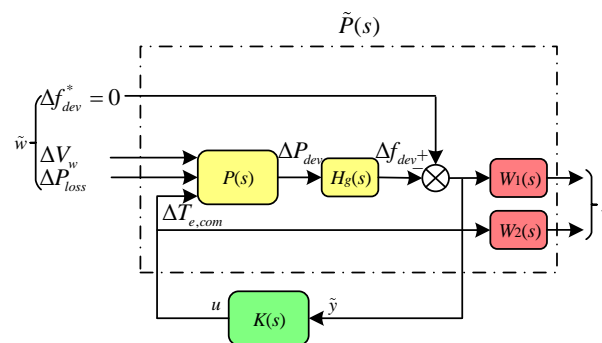 P̃(s)
Δf*dev = 0
w̃
ΔVw
ΔPloss
P(s)
ΔPdev
Hg(s)
Δfdev
+
−
W1(s)
ΔTe,com
W2(s)
u
K(s)
ỹ